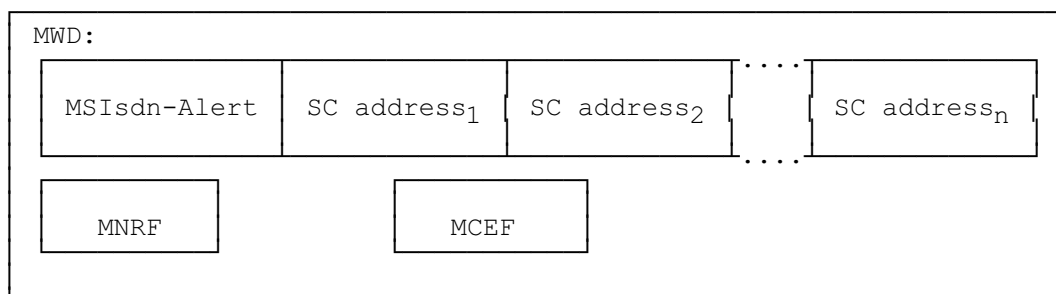 MWD:
MSIsdn-Alert SC address1 SC address2 .... SC addressn
....
MNRF MCEF